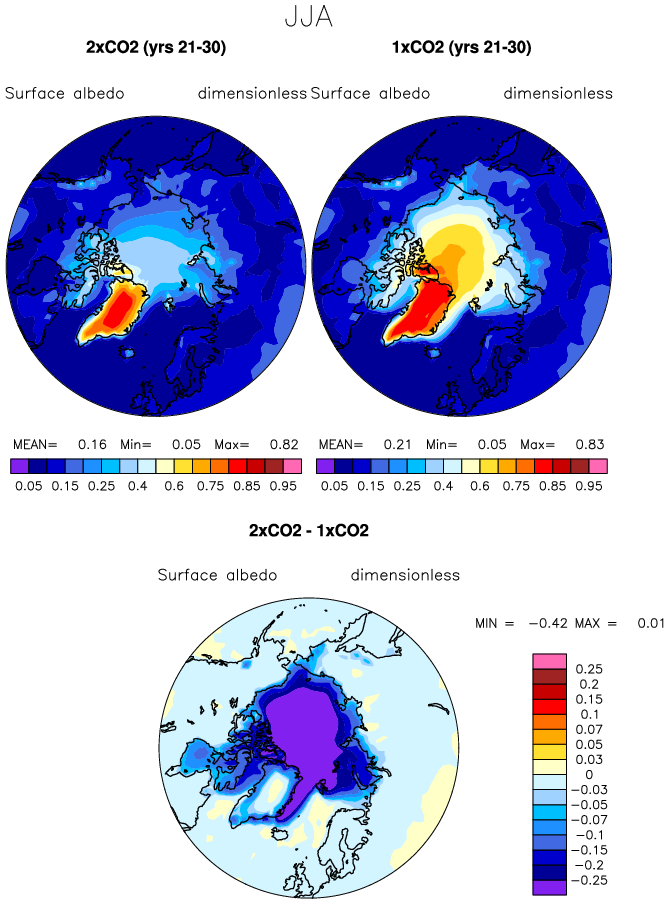 JJA
2xCO2 (yrs 21-30) 1xCO2 (yrs 21-30)
Surface albedo dimensionless Surface albedo dimensionless
MEAN= 0.16 Min= 0.05 Max= 0.82 MEAN= 0.21 Min= 0.05 Max= 0.83
0.05 0.15 0.25 0.4 0.6 0.75 0.85 0.95 0.05 0.15 0.25 0.4 0.6 0.75 0.85 0.95
2xCO2 - 1xCO2
Surface albedo dimensionless
MIN = -0.42 MAX = 0.01
0.25
0.2
0.15
0.1
0.07
0.05
0.03
0
-0.03
-0.05
-0.07
-0.1
-0.15
-0.2
-0.25